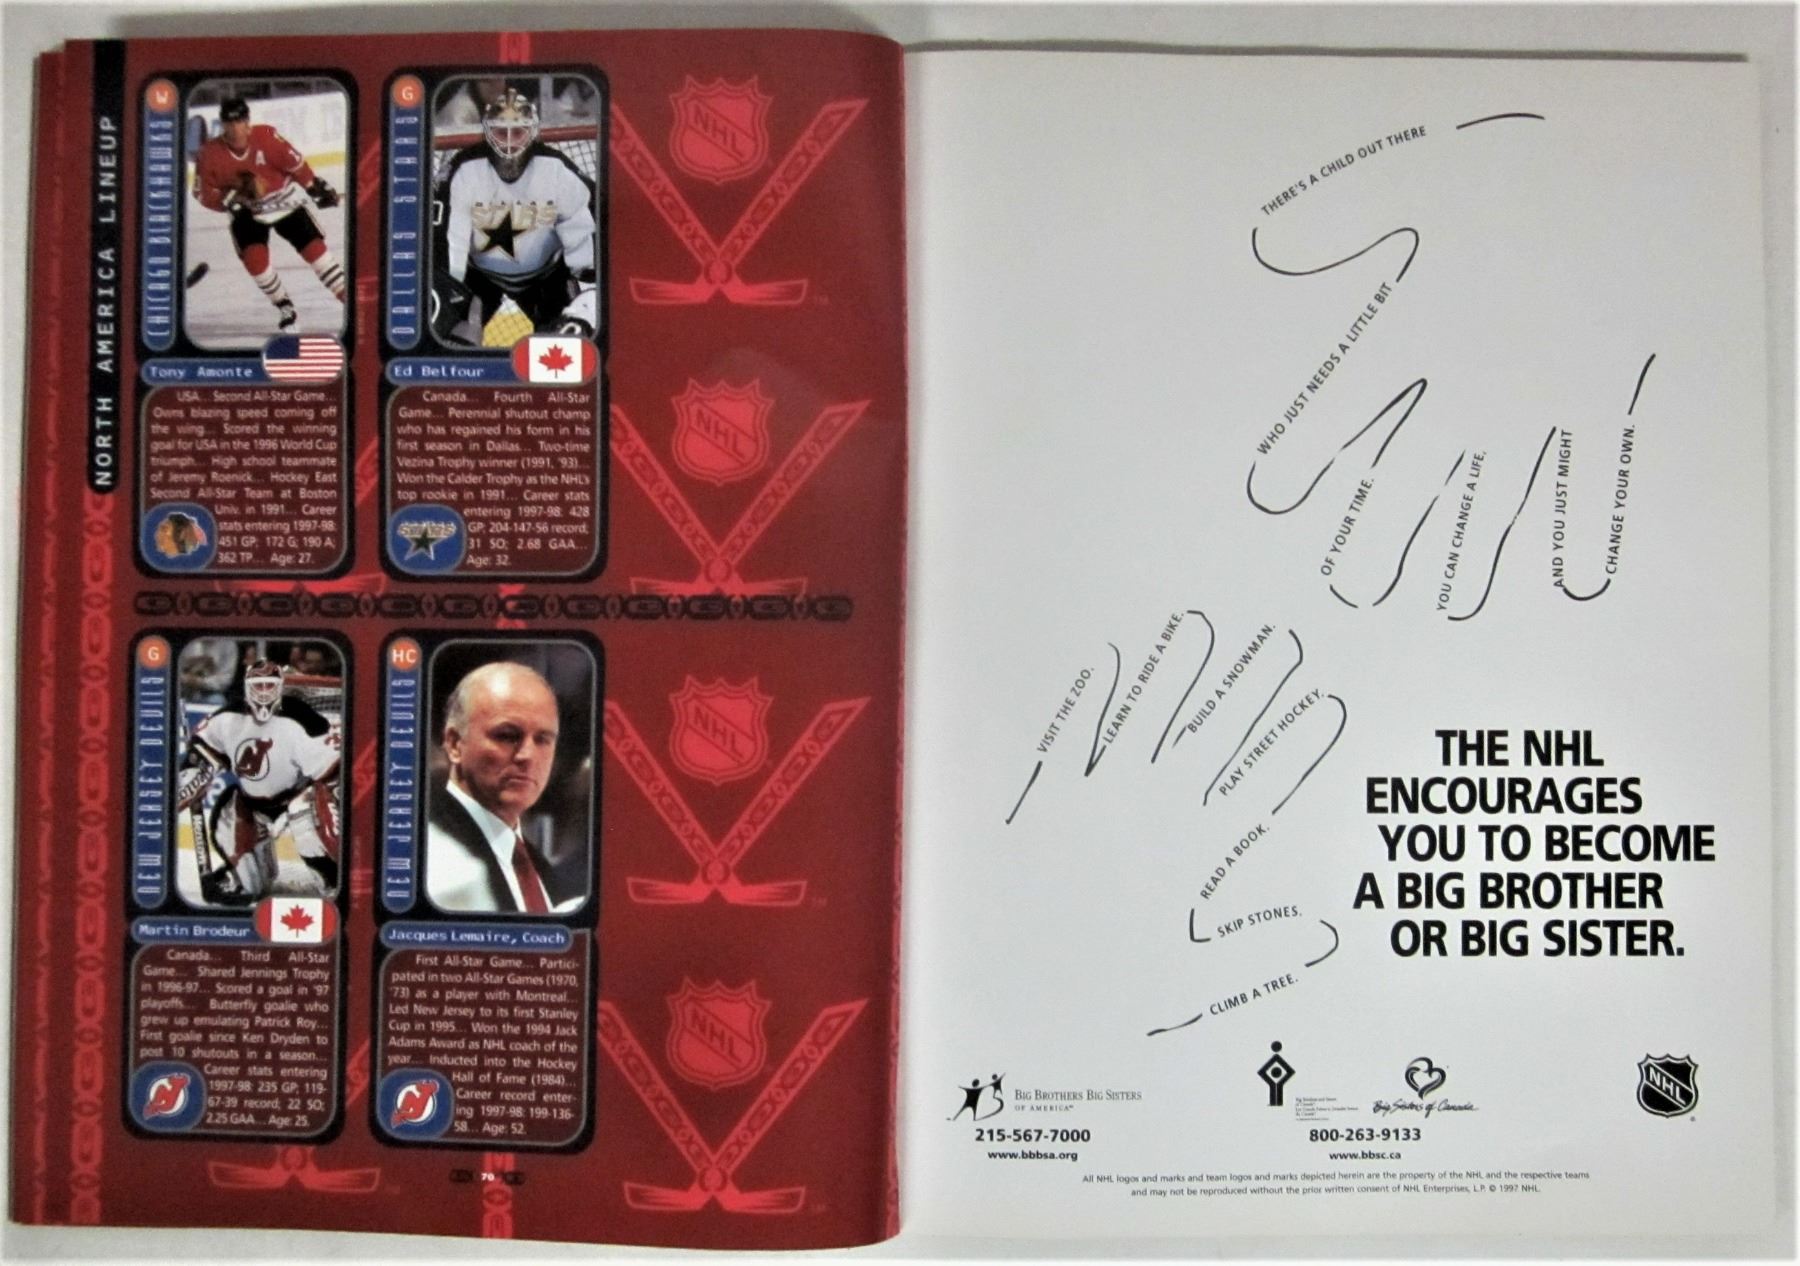 NORTH AMERICA LINEUP
W
CHICAGO BLACKHAWKS
Tony Amonte
USA... Second All-Star Game...
Owns blazing speed coming off
the wing... Scored the winning
goal for USA in the 1996 World Cup
triumph... High school teammate
of Jeremy Roenick... Hockey East
Second All-Star Team at Boston
Univ. in 1991... Career
stats entering 1997-98:
451 GP; 172 G; 190 A;
362 TP... Age: 27.
G
DALLAS STARS
STARS
Ed Belfour
Canada... Fourth All-Star
Game... Perennial shutout champ
who has regained his form in his
first season in Dallas... Two-time
Vezina Trophy winner (1991, '93)...
Won the Calder Trophy as the NHL's
top rookie in 1991... Career stats
entering 1997-98: 428
GP; 204-147-56 record;
31 SO; 2.68 GAA...
Age: 32.
STARS
G
NEW JERSEY DEVILS
Martin Brodeur
Canada... Third All-Star
Game... Shared Jennings Trophy
in 1996-97... Scored a goal in '97
playoffs... Butterfly goalie who
grew up emulating Patrick Roy...
First goalie since Ken Dryden to
post 10 shutouts in a season...
Career stats entering
1997-98: 235 GP; 119-
67-39 record; 22 SO;
2.25 GAA... Age: 25.
HC
NEW JERSEY DEVILS
Jacques Lemaire, Coach
First All-Star Game... Partici-
pated in two All-Star Games (1970,
'73) as a player with Montreal...
Led New Jersey to its first Stanley
Cup in 1995... Won the 1994 Jack
Adams Award as NHL coach of the
year... Inducted into the Hockey
Hall of Fame (1984)...
Career record enter-
ing 1997-98: 199-136-
58... Age: 52.
NHL
NHL
NHL
NHL
70
THERE'S A CHILD OUT THERE
WHO JUST NEEDS A LITTLE BIT
OF YOUR TIME.
YOU CAN CHANGE A LIFE,
AND YOU JUST MIGHT
CHANGE YOUR OWN.
VISIT THE ZOO.
LEARN TO RIDE A BIKE.
BUILD A SNOWMAN.
PLAY STREET HOCKEY.
READ A BOOK.
SKIP STONES.
CLIMB A TREE.
THE NHL
ENCOURAGES
YOU TO BECOME
A BIG BROTHER
OR BIG SISTER.
BIG BROTHERS BIG SISTERS
OF AMERICA
215-567-7000
www.bbbsa.org
Big Sisters of Canada
800-263-9133
www.bbsc.ca
NHL
All NHL logos and marks and team logos and marks depicted herein are the property of the NHL and the respective teams
and may not be reproduced without the prior written consent of NHL Enterprises, L.P. © 1997 NHL.